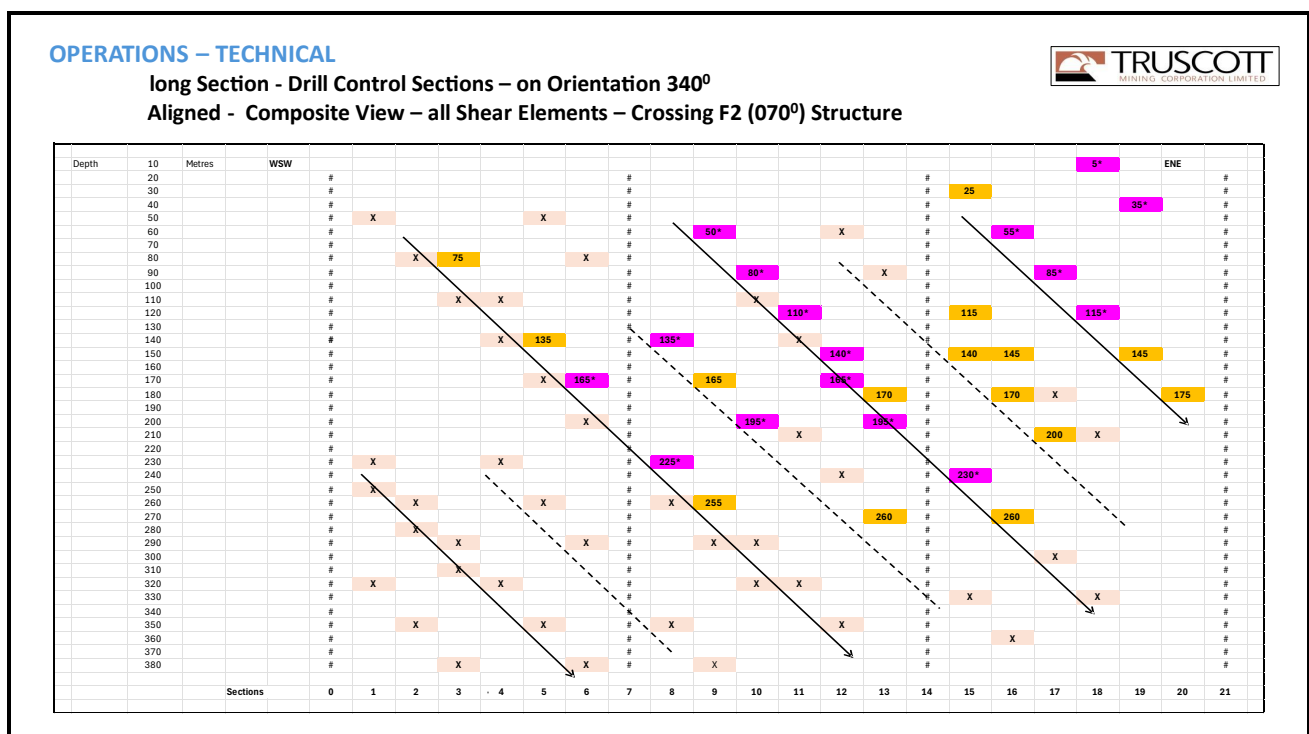 OPERATIONS – TECHNICAL
TRUSCOTT
MINING CORPORATION LIMITED
long Section - Drill Control Sections – on Orientation 340⁰
Aligned - Composite View – all Shear Elements – Crossing F2 (070⁰) Structure
Depth 10 Metres WSW 5* ENE
20 # # # #
30 # # # 25 #
40 # # # 35* #
50 # X X # # #
60 # # 50* X # 55* #
70 # # # #
80 # X 75 X # # #
90 # # 80* X # 85* #
100 # # # #
110 # X X # X # #
120 # # 110* # 115 115* #
130 # # # #
140 # X 135 # 135* X # #
150 # # 140* # 140 145 145 #
160 # # # #
170 # X 165* # 165 165* # #
180 # # 170 # 170 X 175 #
190 # # # #
200 # X # 195* 195* # #
210 # # X # 200 X #
220 # # # #
230 # X X # 225* # #
240 # # X # 230* #
250 # X # # #
260 # X X # X 255 # #
270 # # 260 # 260 #
280 # X # # #
290 # X X # X X # #
300 # # # X #
310 # X # # #
320 # X X # X X # #
330 # # # X X #
340 # # # #
350 # X X # X X # #
360 # # # X #
370 # # # #
380 # X X # X # #
Sections 0 1 2 3 4 5 6 7 8 9 10 11 12 13 14 15 16 17 18 19 20 21